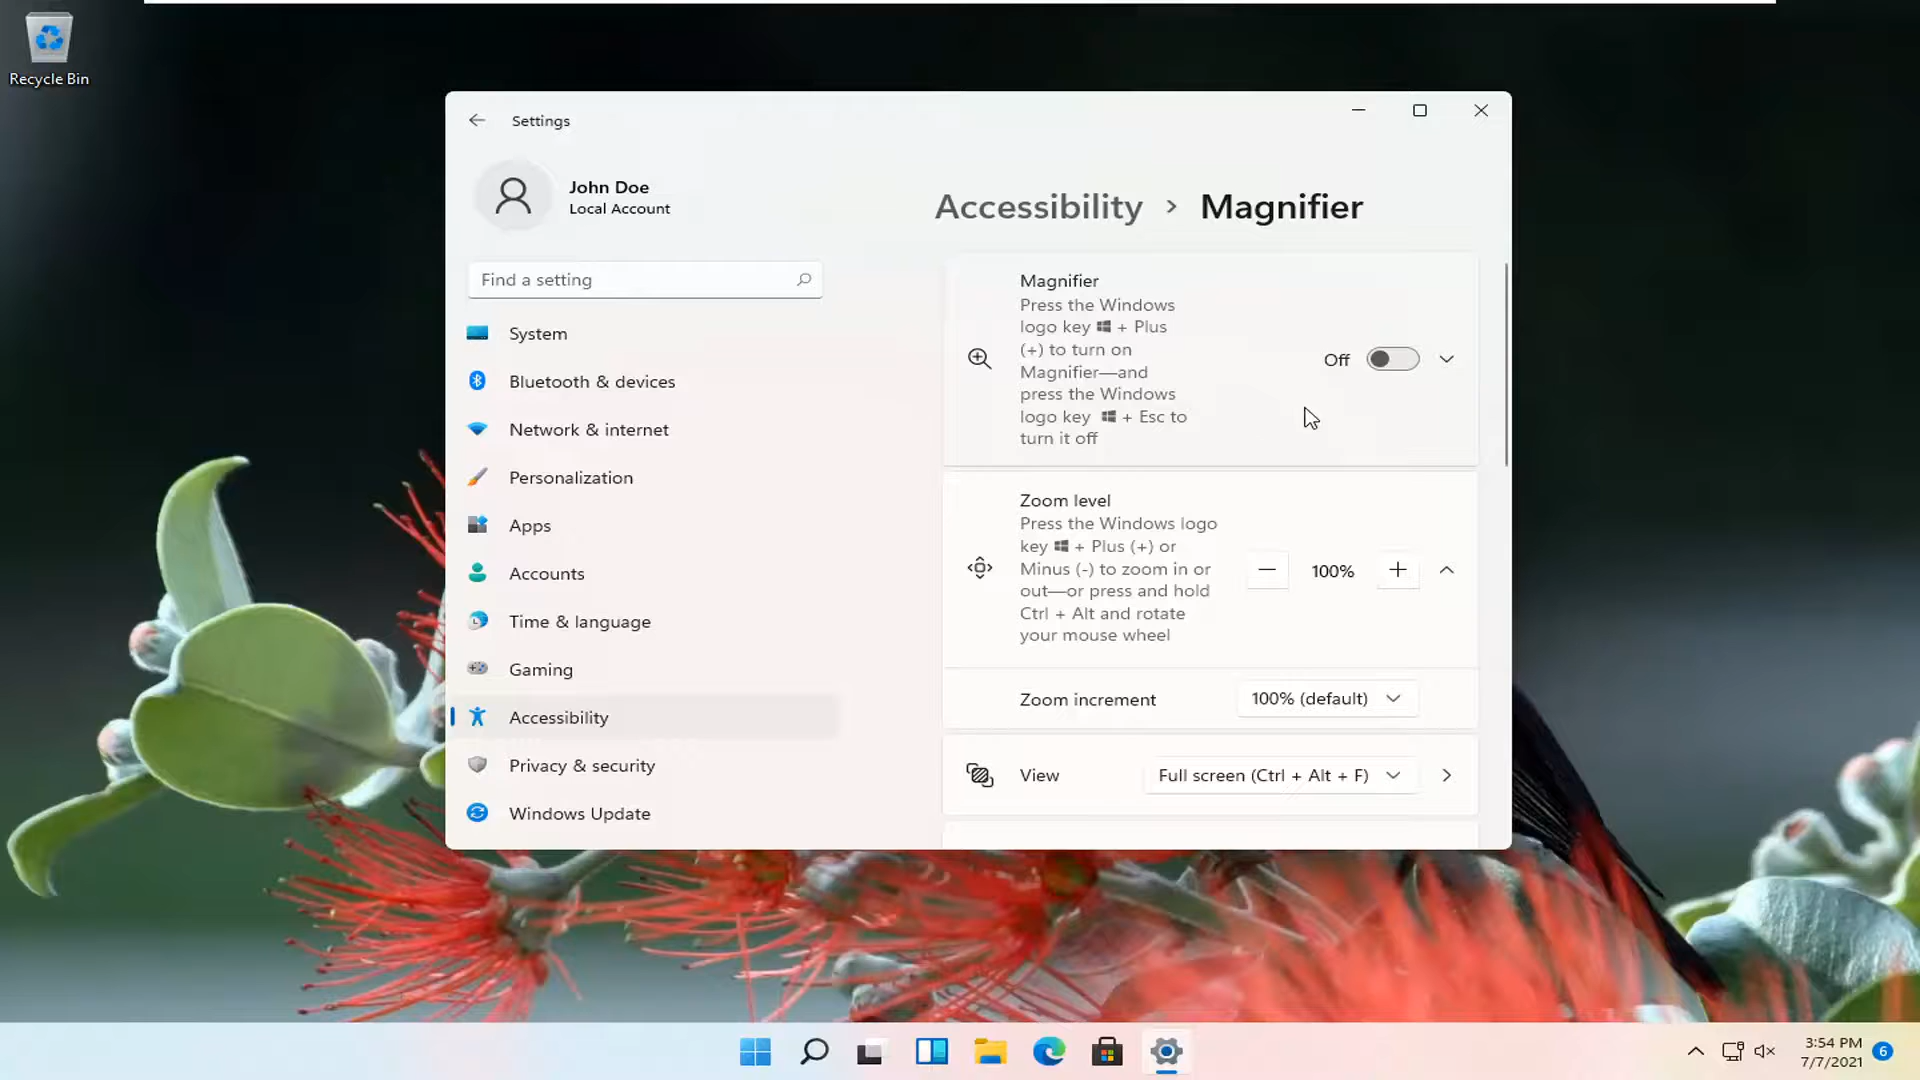 Recycle Bin
Settings
John Doe
Local Account
Find a setting
System
Bluetooth & devices
Network & internet
Personalization
Apps
Accounts
Time & language
Gaming
Accessibility
Privacy & security
Windows Update
Accessibility > Magnifier
Magnifier
Press the Windows
logo key + Plus
(+) to turn on
Magnifier—and
press the Windows
logo key + Esc to
turn it off
Off
Zoom level
Press the Windows logo
key + Plus (+) or
Minus (-) to zoom in or
out—or press and hold
Ctrl + Alt and rotate
your mouse wheel
100%
Zoom increment
100% (default)
View
Full screen (Ctrl + Alt + F)
3:54 PM
7/7/2021
6